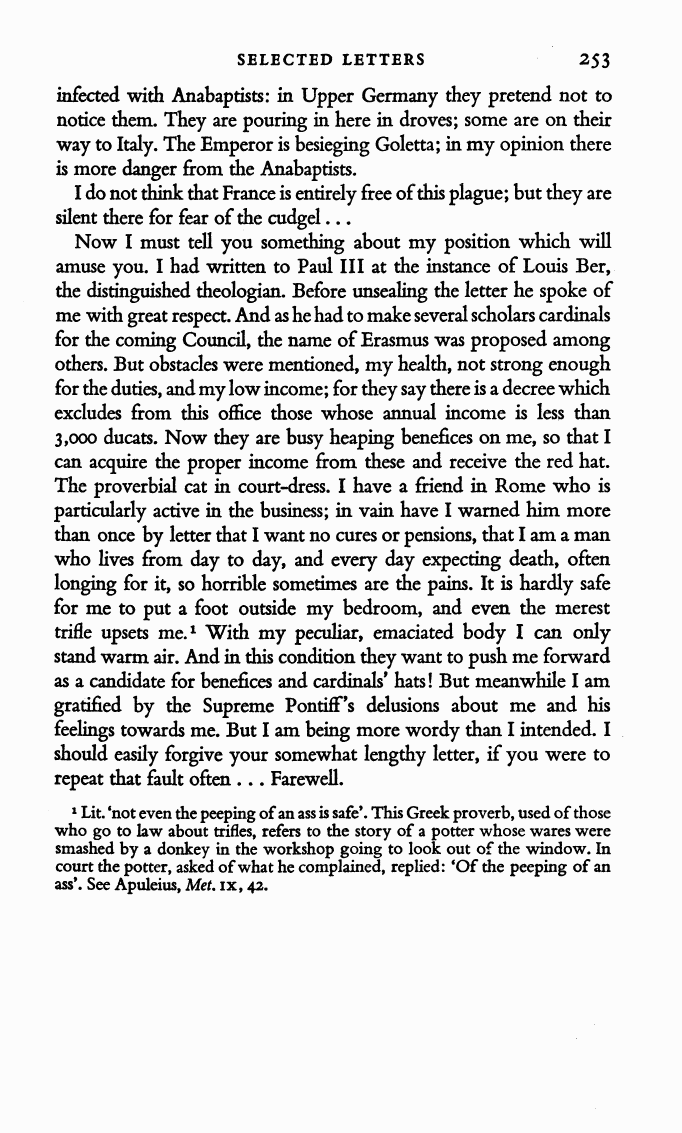 SELECTED LETTERS 253
infected with Anabaptists: in Upper Germany they pretend not to
notice them. They are pouring in here in droves; some are on their
way to Italy. The Emperor is besieging Goletta; in my opinion there
is more danger from the Anabaptists.
I do not think that France is entirely free of this plague; but they are
silent there for fear of the cudgel . . .
Now I must tell you something about my position which will
amuse you. I had written to Paul III at the instance of Louis Ber,
the distinguished theologian. Before unsealing the letter he spoke of
me with great respect. And as he had to make several scholars cardinals
for the coming Council, the name of Erasmus was proposed among
others. But obstacles were mentioned, my health, not strong enough
for the duties, and my low income; for they say there is a decree which
excludes from this office those whose annual income is less than
3,000 ducats. Now they are busy heaping benefices on me, so that I
can acquire the proper income from these and receive the red hat.
The proverbial cat in court-dress. I have a friend in Rome who is
particularly active in the business; in vain have I warned him more
than once by letter that I want no cures or pensions, that I am a man
who lives from day to day, and every day expecting death, often
longing for it, so horrible sometimes are the pains. It is hardly safe
for me to put a foot outside my bedroom, and even the merest
trifle upsets me.¹ With my peculiar, emaciated body I can only
stand warm air. And in this condition they want to push me forward
as a candidate for benefices and cardinals' hats! But meanwhile I am
gratified by the Supreme Pontiff's delusions about me and his
feelings towards me. But I am being more wordy than I intended. I
should easily forgive your somewhat lengthy letter, if you were to
repeat that fault often . . . Farewell.
¹ Lit. 'not even the peeping of an ass is safe'. This Greek proverb, used of those
who go to law about trifles, refers to the story of a potter whose wares were
smashed by a donkey in the workshop going to look out of the window. In
court the potter, asked of what he complained, replied: 'Of the peeping of an
ass'. See Apuleius, Met. IX, 42.